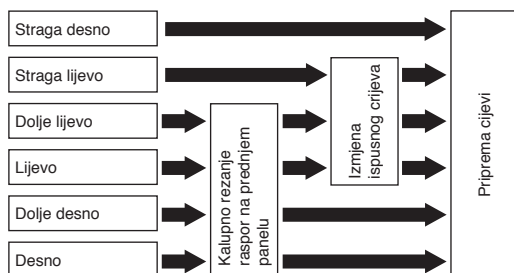 Straga desno
Straga lijevo
Dolje lijevo
Lijevo
Dolje desno
Desno
Kalupno rezanje
raspor na prednjem
panelu
Izmjena
ispusnog crijeva
Priprema cijevi